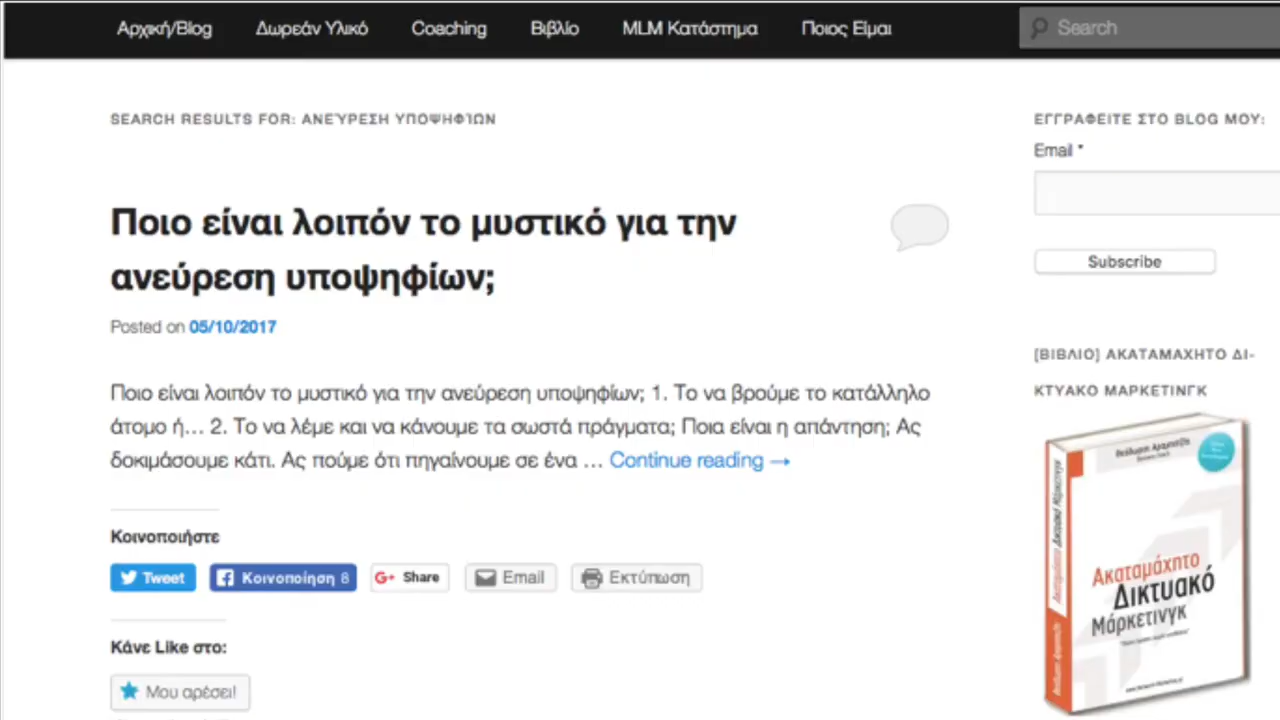 Αρχική/Blog Δωρεάν Υλικό Coaching Βιβλίο MLM Κατάστημα Ποιος Είμαι Search
SEARCH RESULTS FOR: ΑΝΕΎΡΕΣΗ ΥΠΟΨΗΦΊΩΝ
Ποιο είναι λοιπόν το μυστικό για την
ανεύρεση υποψηφίων;
Posted on 05/10/2017
Ποιο είναι λοιπόν το μυστικό για την ανεύρεση υποψηφίων; 1. Το να βρούμε το κατάλληλο
άτομο ή… 2. Το να λέμε και να κάνουμε τα σωστά πράγματα; Ποια είναι η απάντηση; Ας
δοκιμάσουμε κάτι. Ας πούμε ότι πηγαίνουμε σε ένα … Continue reading →
Κοινοποιήστε
Tweet Κοινοποίηση 8 Share Email Εκτύπωση
Κάνε Like στο:
Μου αρέσει!
ΕΓΓΡΑΦΕΙΤΕ ΣΤΟ BLOG ΜΟΥ:
Email *
Subscribe
[ΒΙΒΛΙΟ] ΑΚΑΤΑΜΑΧΗΤΟ ΔΙ-
ΚΤΥΑΚΟ ΜΑΡΚΕΤΙΝΓΚ
Ακαταμάχητο
Δικτυακό
Μάρκετινγκ